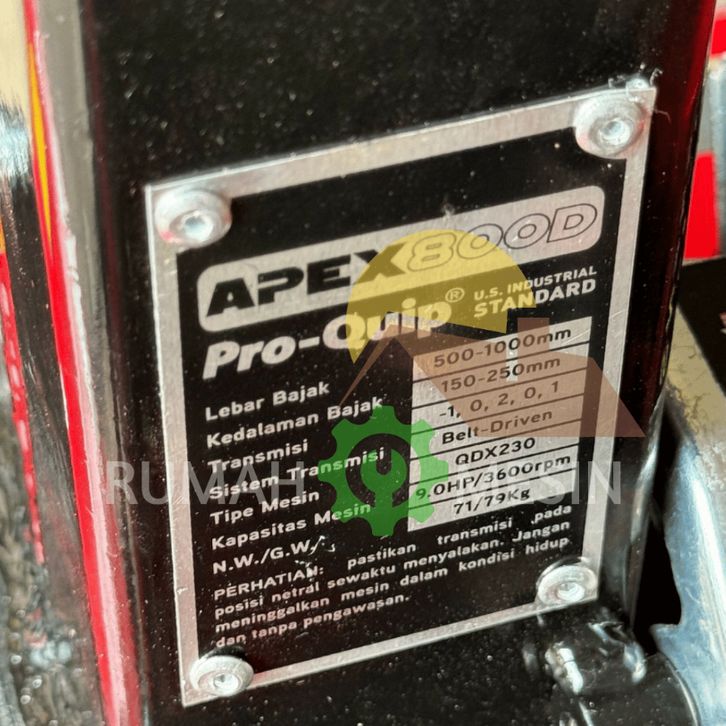 APEX800D
Pro-Quip® U.S. INDUSTRIAL STANDARD
Lebar Bajak 500-1000mm
Kedalaman Bajak 150-250mm
Transmisi -1, 0, 2, 0, 1
Sistem Transmisi Belt-Driven
Tipe Mesin QDX230
Kapasitas Mesin 9.0HP/3600rpm
N.W./G.W. 71/79Kg
PERHATIAN: pastikan transmisi pada
posisi netral sewaktu menyalakan. Jangan
meninggalkan mesin dalam kondisi hidup
dan tanpa pengawasan.
RUMAH MESIN